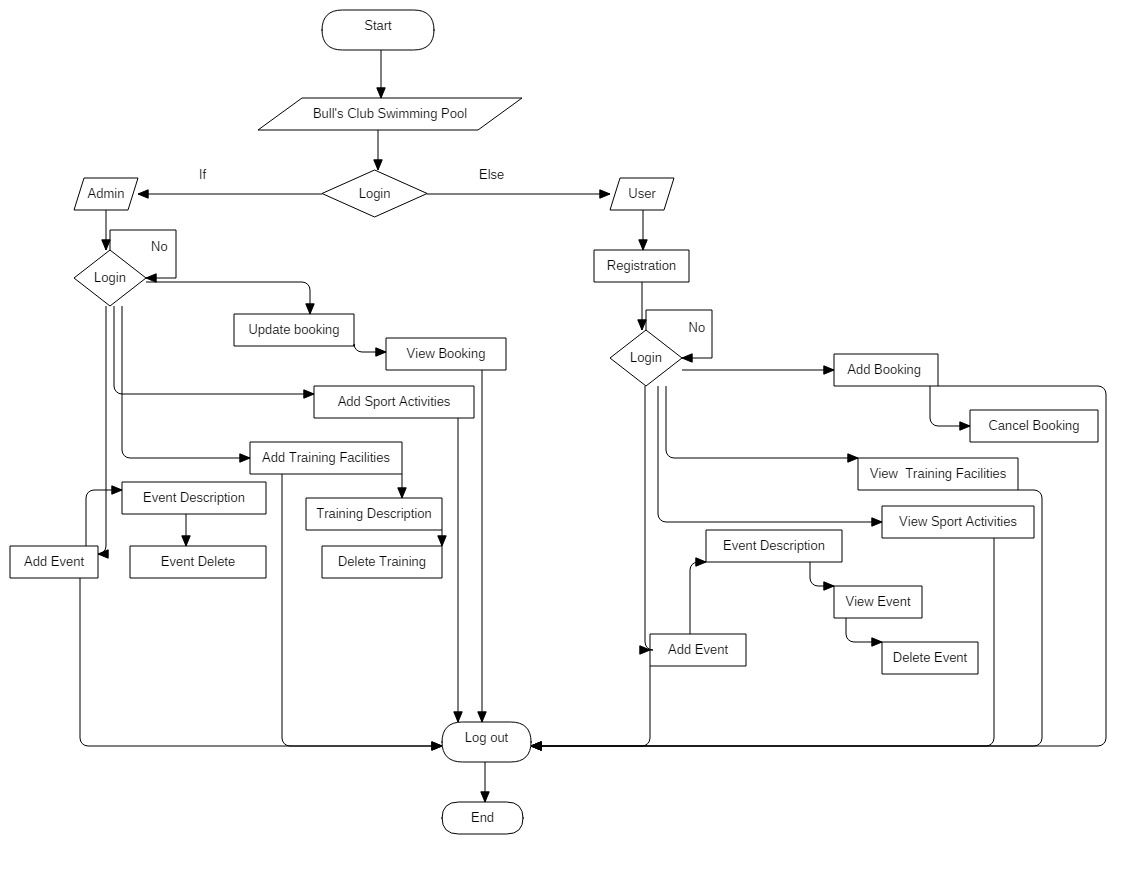 Start
Bull's Club Swimming Pool
If
Else
Admin
Login
User
No
Login
Registration
Update booking
No
View Booking
Login
Add Booking
Add Sport Activities
Cancel Booking
Add Training Facilities
View  Training Facilities
Event Description
Training Description
View Sport Activities
Event Description
Add Event
Event Delete
Delete Training
View Event
Add Event
Delete Event
Log out
End